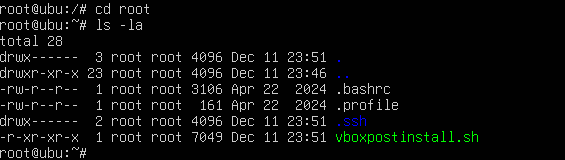 root@ubu:/# cd root
root@ubu:~# ls -la
total 28
drwx------  3 root root 4096 Dec 11 23:51 .
drwxr-xr-x 23 root root 4096 Dec 11 23:46 ..
-rw-r--r--  1 root root 3106 Apr 22  2024 .bashrc
-rw-r--r--  1 root root  161 Apr 22  2024 .profile
drwx------  2 root root 4096 Dec 11 23:51 .ssh
-r-xr-xr-x  1 root root 7049 Dec 11 23:51 vboxpostinstall.sh
root@ubu:~#